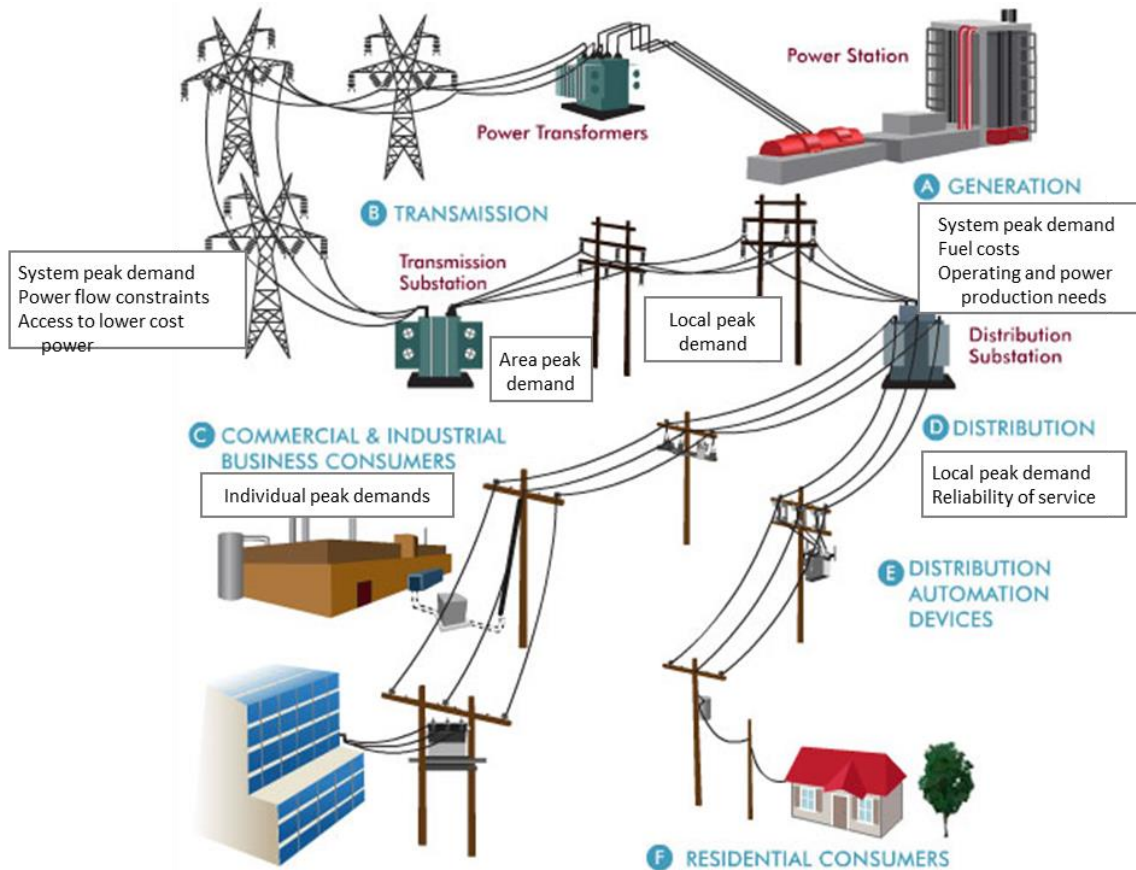 Power Station
Power Transformers
A GENERATION
System peak demand
Fuel costs
Operating and power
production needs
B TRANSMISSION
System peak demand
Power flow constraints
Access to lower cost
power
Transmission
Substation
Area peak
demand
Local peak
demand
Distribution
Substation
C COMMERCIAL & INDUSTRIAL
BUSINESS CONSUMERS
Individual peak demands
D DISTRIBUTION
Local peak demand
Reliability of service
E DISTRIBUTION
AUTOMATION
DEVICES
F RESIDENTIAL CONSUMERS